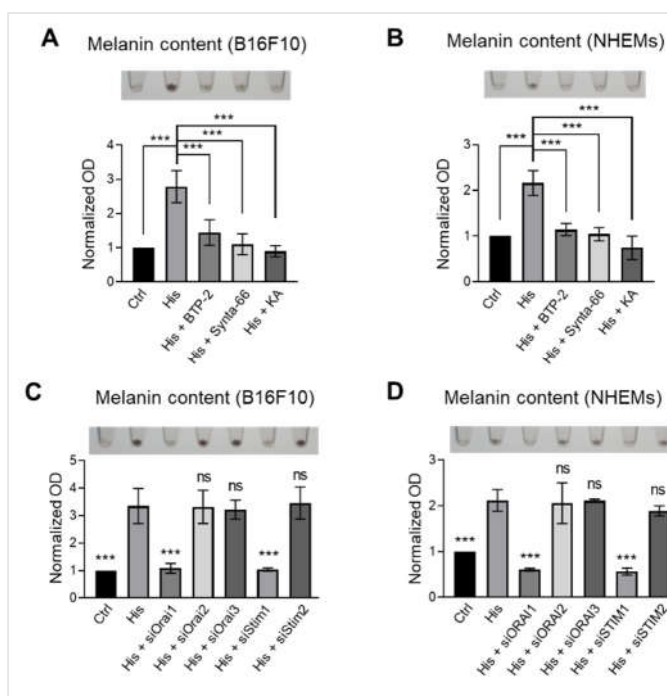 A
Melanin content (B16F10)
***
***
***
***
Normalized OD
4
3
2
1
0
Ctrl
His
His + BTP-2
His + Synta-66
His + KA
B
Melanin content (NHEMs)
***
***
***
***
Normalized OD
3
2
1
0
Ctrl
His
His + BTP-2
His + Synta-66
His + KA
C
Melanin content (B16F10)
Normalized OD
5
4
3
2
1
0
***
***
ns
ns
***
ns
Ctrl
His
His + siOrai1
His + siOrai2
His + siOrai3
His + siStim1
His + siStim2
D
Melanin content (NHEMs)
Normalized OD
3
2
1
0
***
***
ns
ns
***
ns
Ctrl
His
His + siORAI1
His + siORAI2
His + siORAI3
His + siSTIM1
His + siSTIM2